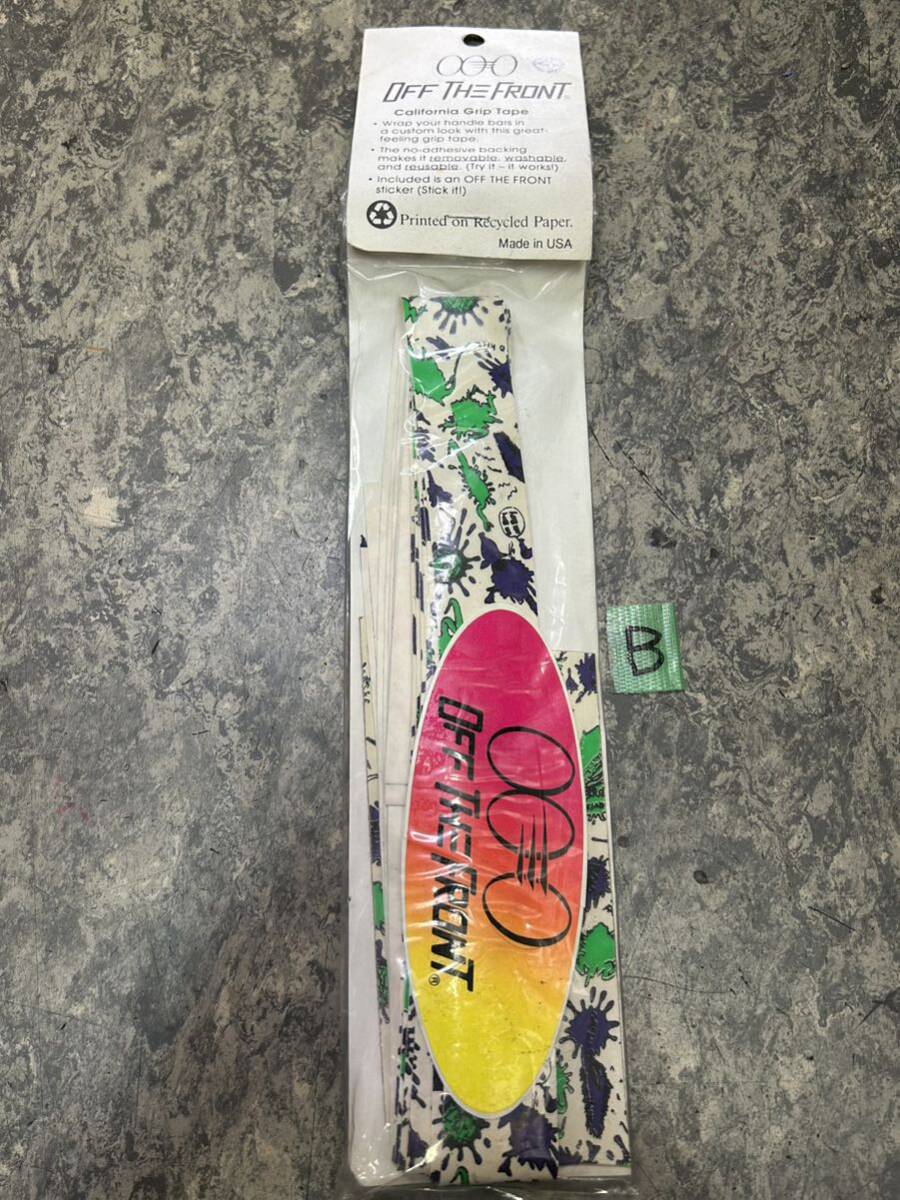 OFF THE FRONT
California Grip Tape
• Wrap your handle bars in
a custom look with this great-
feeling grip tape.
• The no-adhesive backing
makes it removable, washable,
and reusable. (Try it – it works!)
• Included is an OFF THE FRONT
sticker (Stick it!)
Printed on Recycled Paper.
Made in USA
B
OFF THE FRONT®